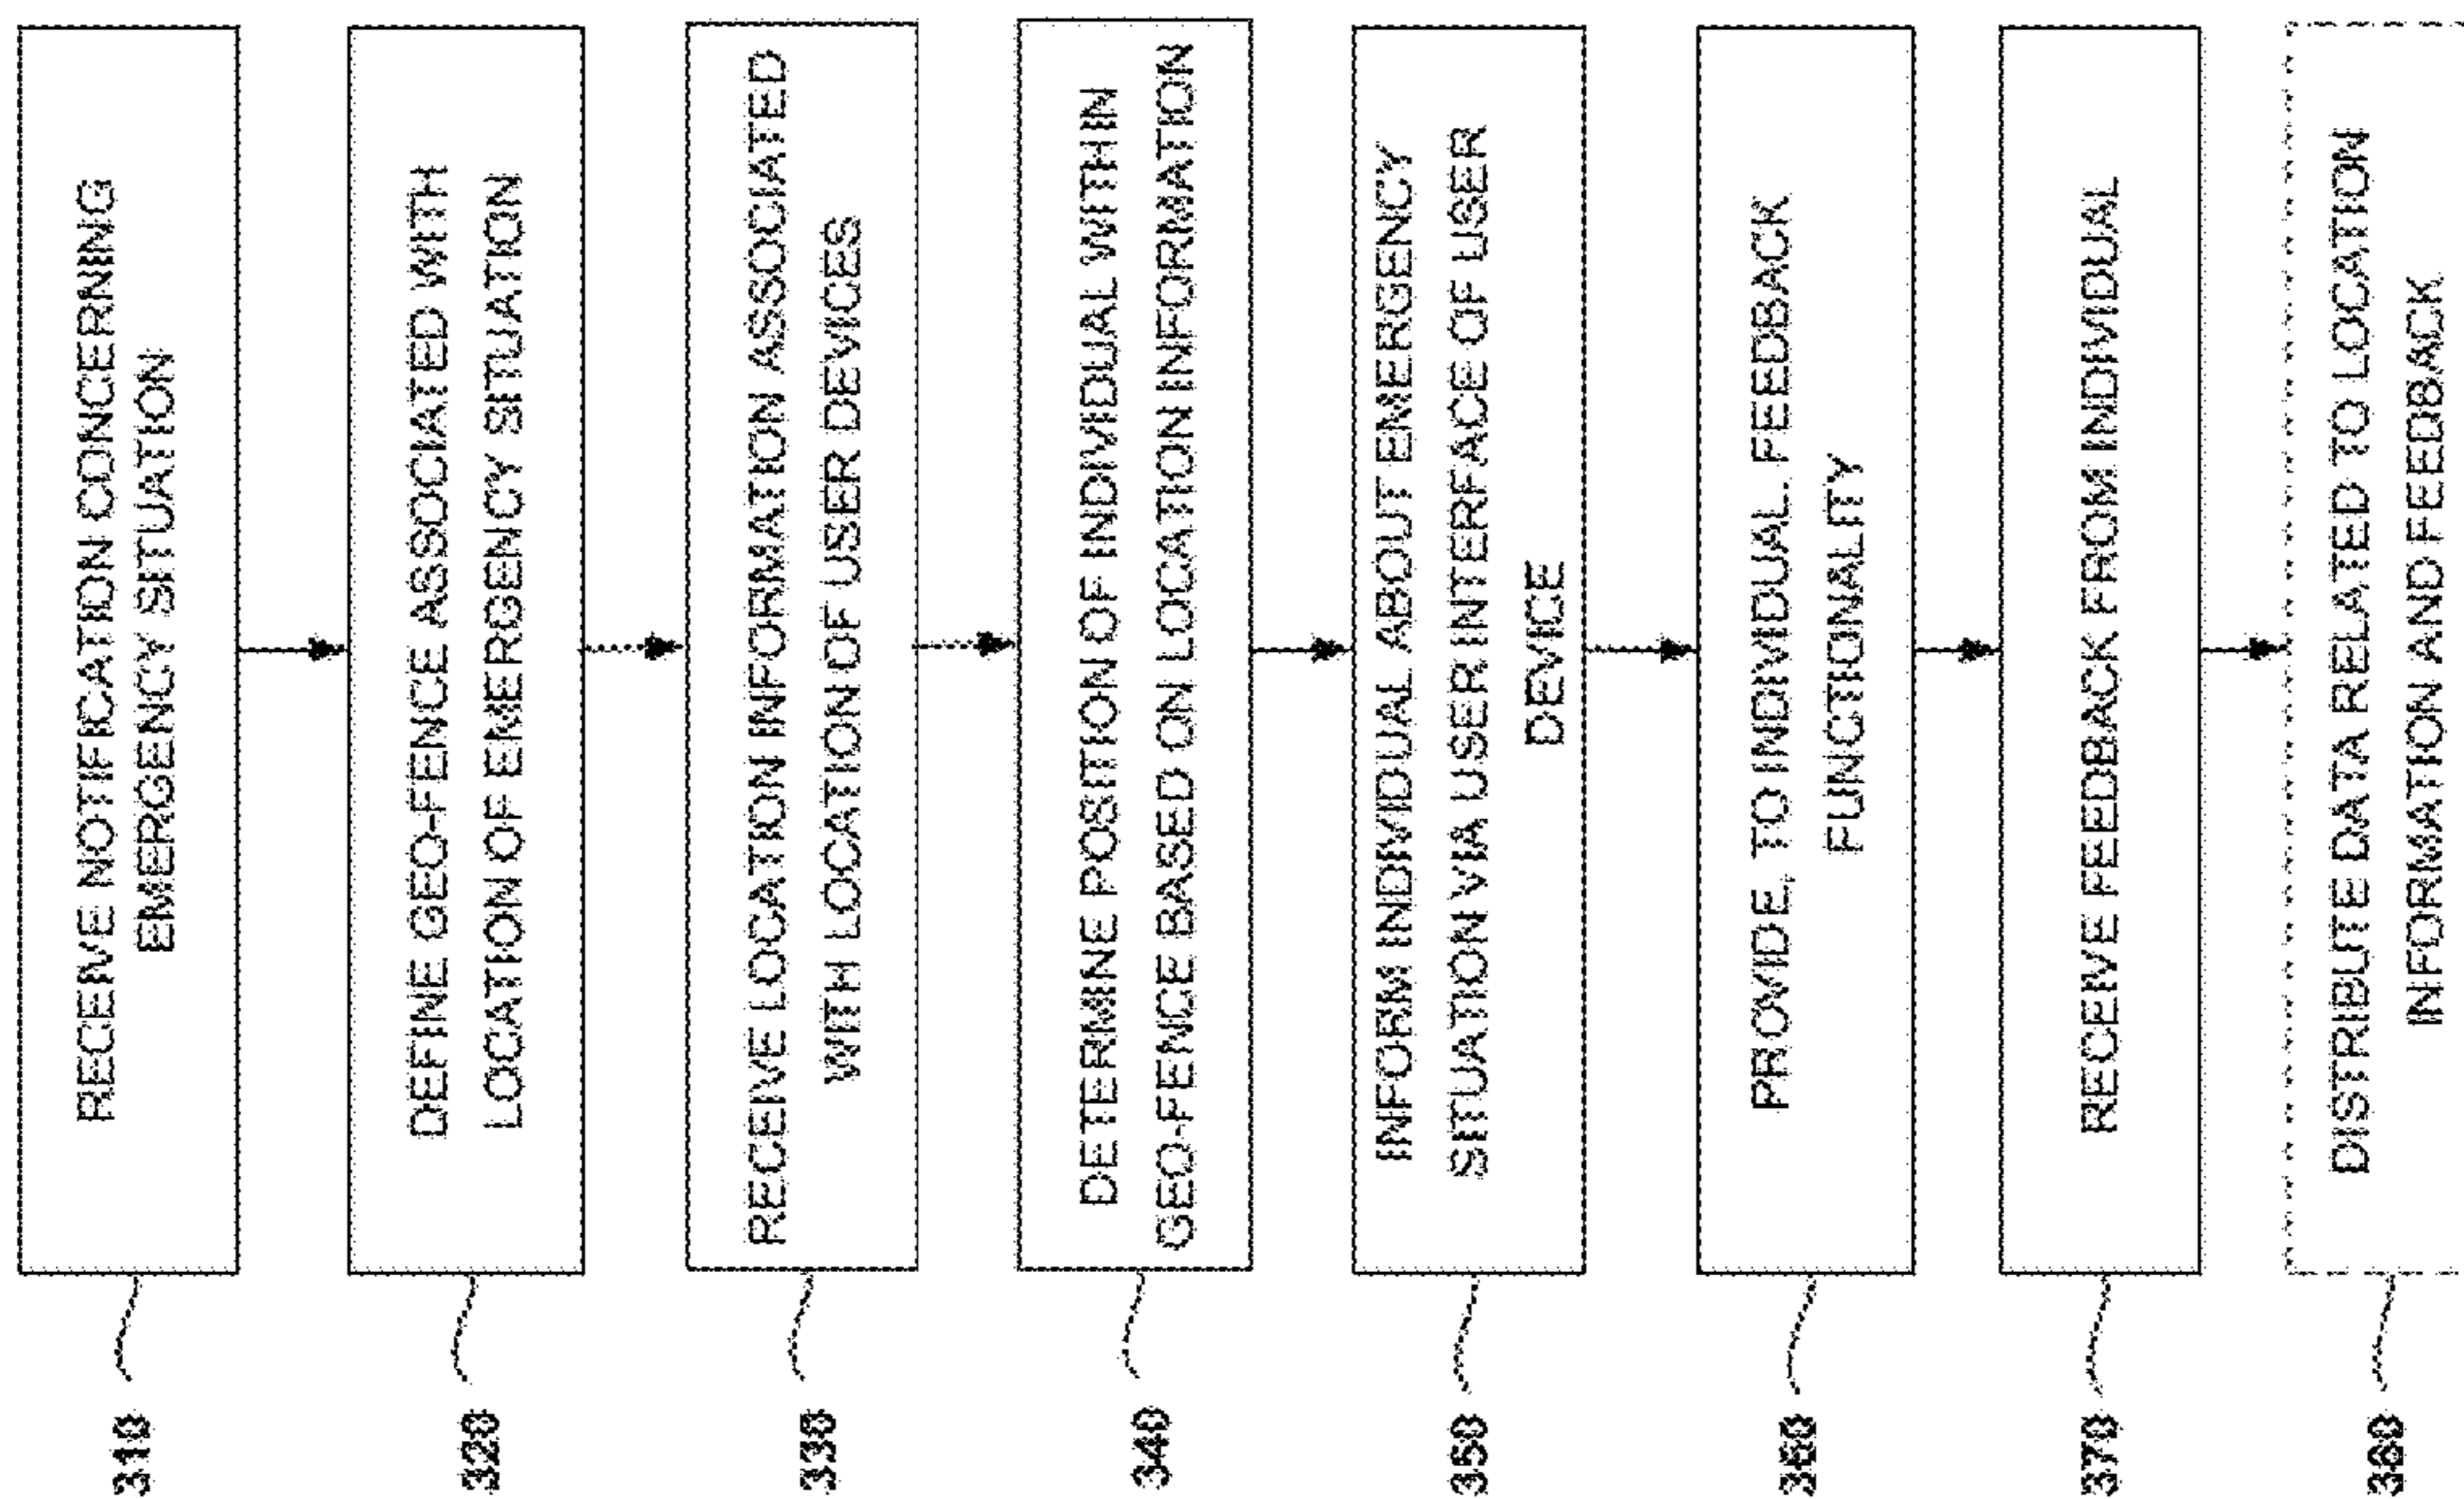 310
RECEIVE NOTIFICATION CONCERNING
EMERGENCY SITUATION
320
DEFINE GEO-FENCE ASSOCIATED WITH
LOCATION OF EMERGENCY SITUATION
330
RECEIVE LOCATION INFORMATION ASSOCIATED
WITH LOCATION OF USER DEVICES
340
DETERMINE POSITION OF INDIVIDUAL WITH IN
GEO-FENCE BASED ON LOCATION INFORMATION
350
INFORM INDIVIDUAL ABOUT ENERGENCY
SITUATION VIA USER INTERFACE OF USER
DEVICE
360
PROVIDE, TO INDIVIDUAL. FEEDBACK
FUNCTIONALITY
370
RECEIVE FEEDBACK FROM INDIVIDUAL
380
DISTRIBUTE DATA RELATED TO LOCATION
INFORMATION AND FEEDBACK